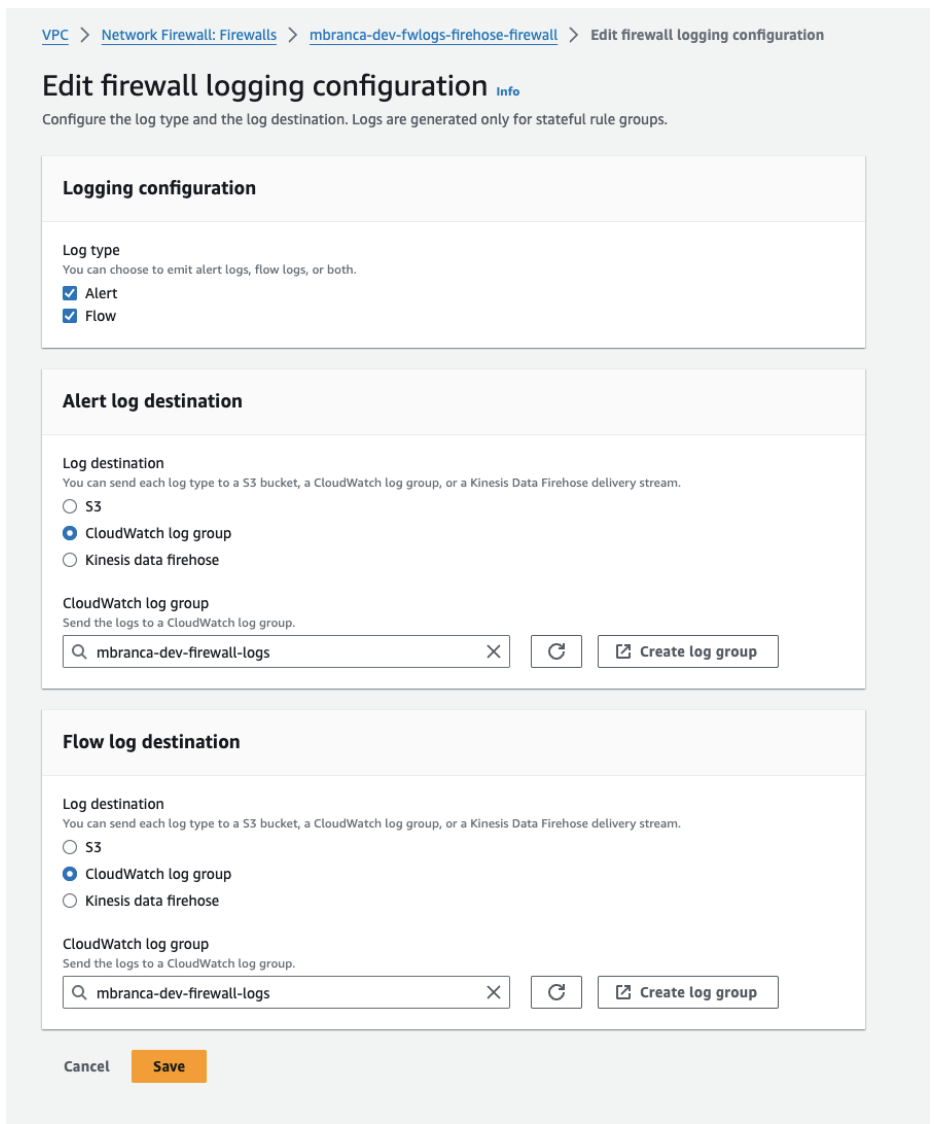 VPC > Network Firewall: Firewalls > mbranca-dev-fwlogs-firehose-firewall > Edit firewall logging configuration
Edit firewall logging configuration Info
Configure the log type and the log destination. Logs are generated only for stateful rule groups.
Logging configuration
Log type
You can choose to emit alert logs, flow logs, or both.
Alert
Flow
Alert log destination
Log destination
You can send each log type to a S3 bucket, a CloudWatch log group, or a Kinesis Data Firehose delivery stream.
S3
CloudWatch log group
Kinesis data firehose
CloudWatch log group
Send the logs to a CloudWatch log group.
mbranca-dev-firewall-logs Create log group
Flow log destination
Log destination
You can send each log type to a S3 bucket, a CloudWatch log group, or a Kinesis Data Firehose delivery stream.
S3
CloudWatch log group
Kinesis data firehose
CloudWatch log group
Send the logs to a CloudWatch log group.
mbranca-dev-firewall-logs Create log group
Cancel Save